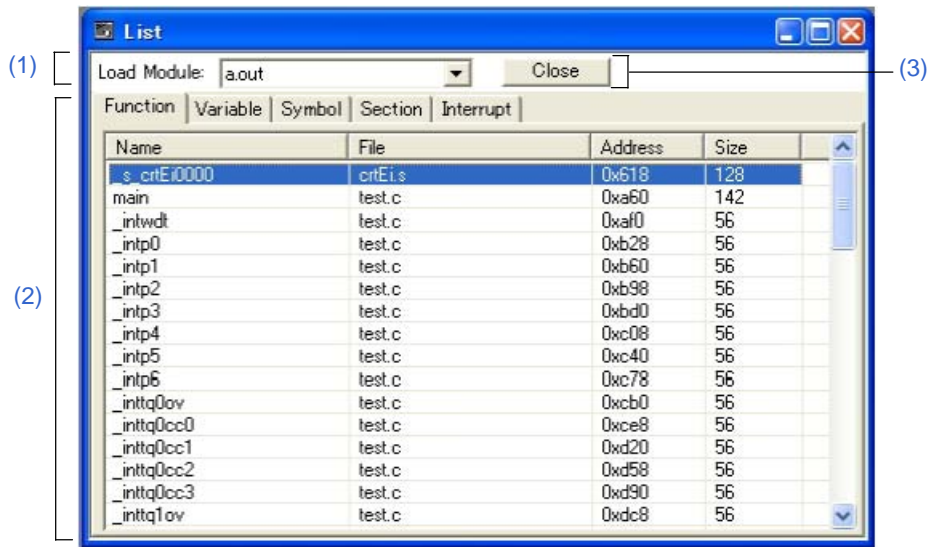 List
(1) Load Module: a.out Close (3)
Function Variable Symbol Section Interrupt
Name File Address Size
_s_crtEi0000 crtEi.s 0x618 128
main test.c 0xa60 142
_intwdt test.c 0xaf0 56
_intp0 test.c 0xb28 56
_intp1 test.c 0xb60 56
_intp2 test.c 0xb98 56
(2)
_intp3 test.c 0xbd0 56
_intp4 test.c 0xc08 56
_intp5 test.c 0xc40 56
_intp6 test.c 0xc78 56
_inttq0ov test.c 0xcb0 56
_inttq0cc0 test.c 0xce8 56
_inttq0cc1 test.c 0xd20 56
_inttq0cc2 test.c 0xd58 56
_inttq0cc3 test.c 0xd90 56
_inttq1ov test.c 0xdc8 56